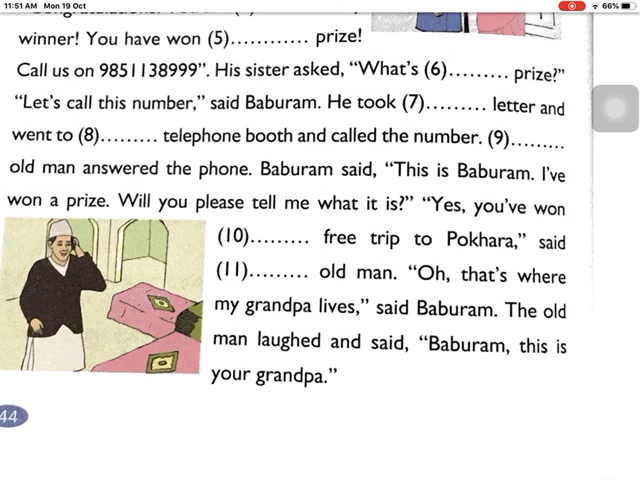 11:51 AM Mon 19 Oct
66%
winner! You have won (5)............ prize!
Call us on 9851138999”. His sister asked, “What’s (6)......... prize?”
“Let’s call this number,” said Baburam. He took (7)......... letter and
went to (8)......... telephone booth and called the number. (9).........
old man answered the phone. Baburam said, “This is Baburam. I’ve
won a prize. Will you please tell me what it is?” “Yes, you’ve won
(10)......... free trip to Pokhara,” said
(11)......... old man. “Oh, that’s where
my grandpa lives,” said Baburam. The old
man laughed and said, “Baburam, this is
your grandpa.”
44